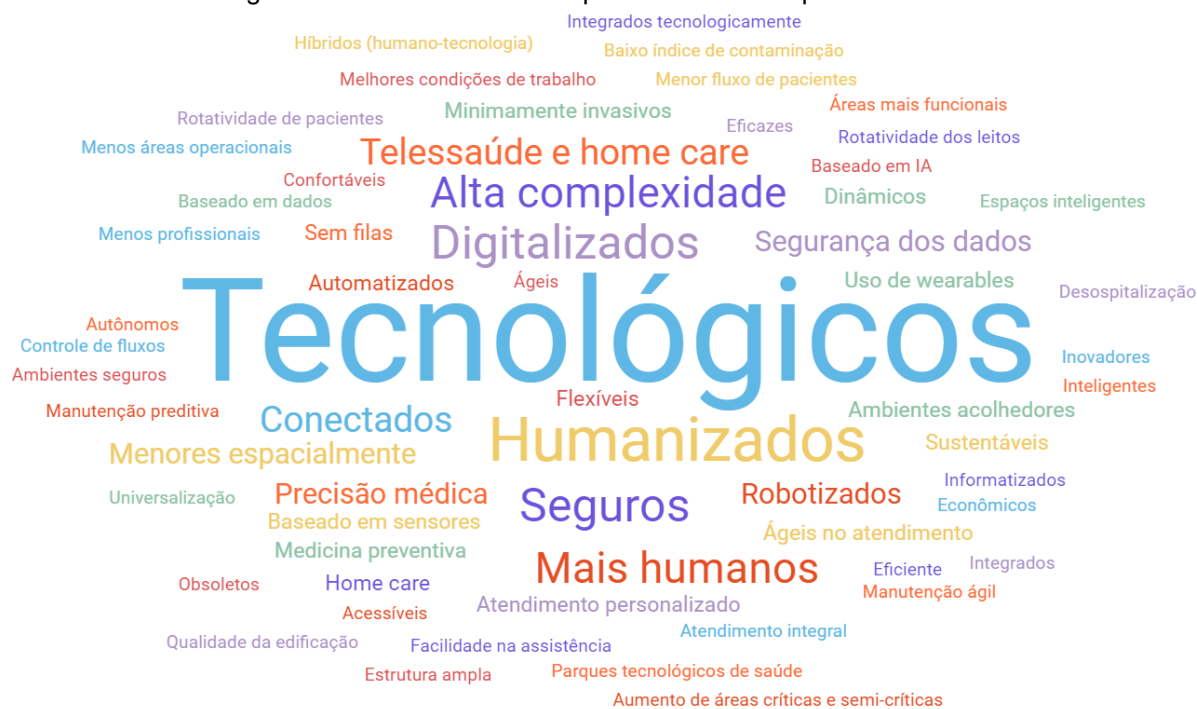 Integrados tecnologicamente
Híbridos (humano-tecnologia)
Baixo índice de contaminação
Melhores condições de trabalho
Menor fluxo de pacientes
Áreas mais funcionais
Minimamente invasivos
Rotatividade de pacientes
Eficazes
Rotatividade dos leitos
Menos áreas operacionais
Telessaúde e home care
Baseado em IA
Confortáveis
Alta complexidade
Dinâmicos
Baseado em dados
Espaços inteligentes
Menos profissionais
Sem filas
Digitalizados
Segurança dos dados
Automatizados
Ágeis
Uso de wearables
Desospitalização
Tecnológicos
Autônomos
Controle de fluxos
Inovadores
Ambientes seguros
Inteligentes
Flexíveis
Manutenção preditiva
Conectados
Ambientes acolhedores
Humanizados
Sustentáveis
Menores espacialmente
Informatizados
Universalização
Precisão médica
Seguros
Robotizados
Econômicos
Baseado em sensores
Ágeis no atendimento
Medicina preventiva
Mais humanos
Eficiente
Integrados
Obsoletos
Home care
Manutenção ágil
Acessíveis
Atendimento personalizado
Atendimento integral
Qualidade da edificação
Facilidade na assistência
Estrutura ampla
Parques tecnológicos de saúde
Aumento de áreas críticas e semi-críticas